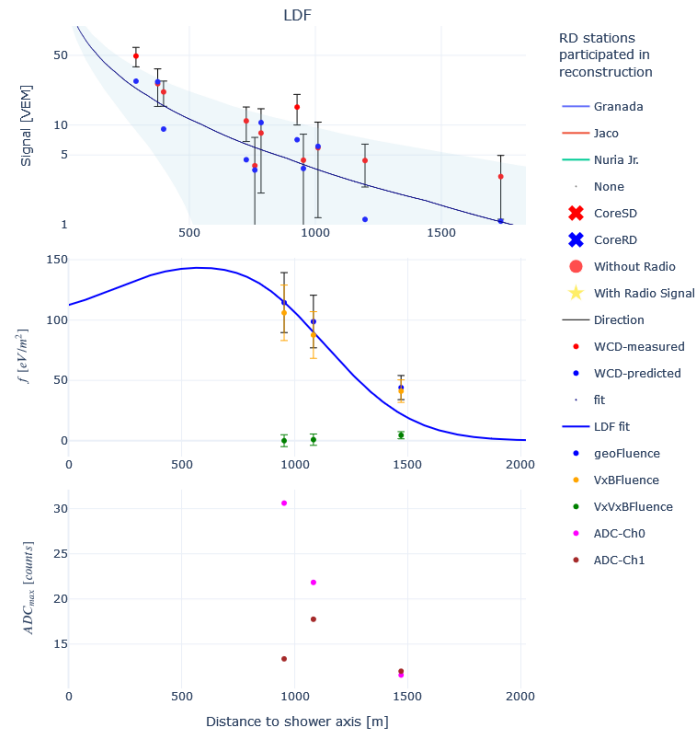 LDF
Signal [VEM]
50
10
5
1
500
1000
1500
f [eV/m²]
150
100
50
0
0
500
1000
1500
2000
ADCmax [counts]
30
25
20
15
0
500
1000
1500
2000
Distance to shower axis [m]
RD stations
participated in
reconstruction
Granada
Jaco
Nuria Jr.
None
CoreSD
CoreRD
Without Radio
With Radio Signal
Direction
WCD-measured
WCD-predicted
fit
LDF fit
geoFluence
VxBFluence
VxVxBFluence
ADC-Ch0
ADC-Ch1